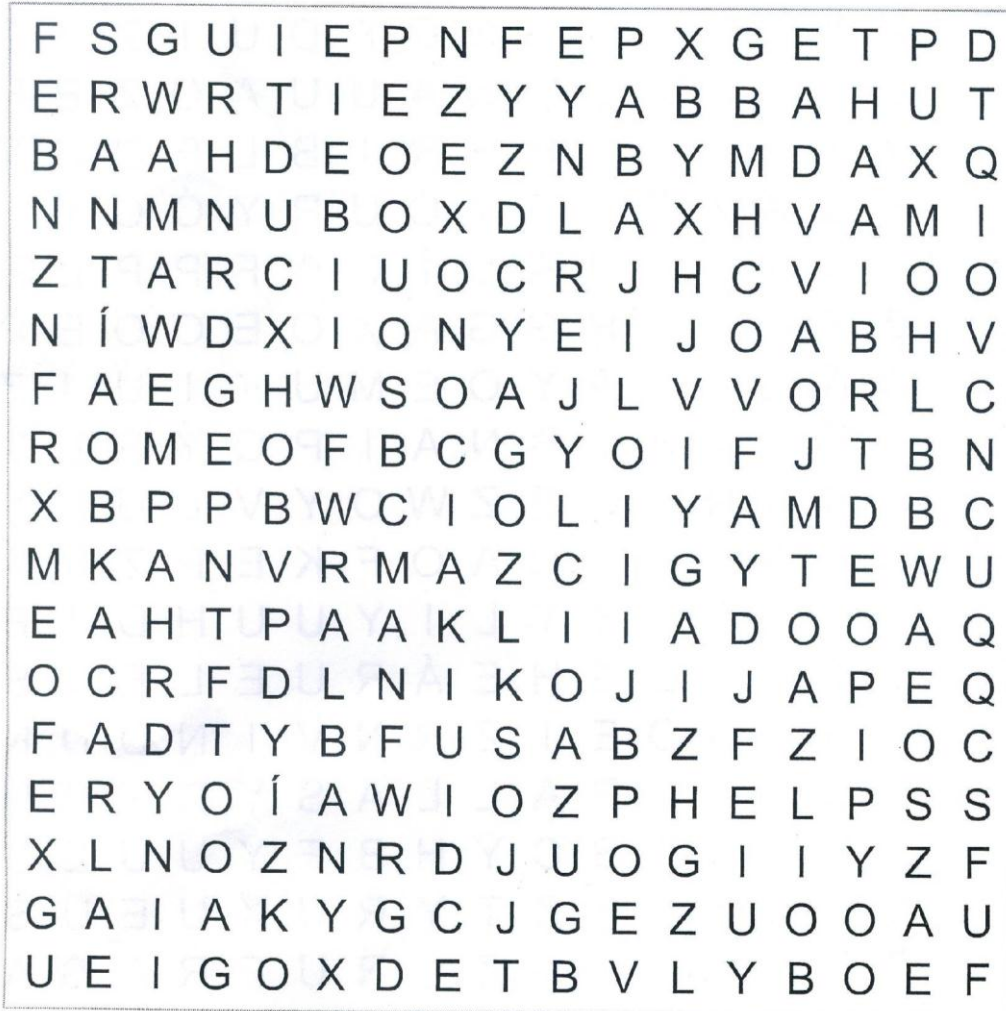 F S G U I E P N F E P X G E T P D
E R W R T I E Z Y Y A B B A H U T
B A A H D E O E Z N B Y M D A X Q
N N M N U B O X D L A X H V A M I
Z T A R C I U O C R J H C V I O O
N Í W D X I O N Y E I J O A B H V
F A E G H W S O A J L V V O R L C
R O M E O F B C G Y O I F J T B N
X B P P B W C I O L I Y A M D B C
M K A N V R M A Z C I G Y T E W U
E A H T P A A K L I I A D O O A Q
O C R F D L N I K O J I J A P E Q
F A D T Y B F U S A B Z F Z I O C
E R Y O Í A W I O Z P H E L P S S
X L N O Z N R D J U O G I I Y Z F
G A I A K Y G C J G E Z U O O A U
U E I G O X D E T B V L Y B O E F